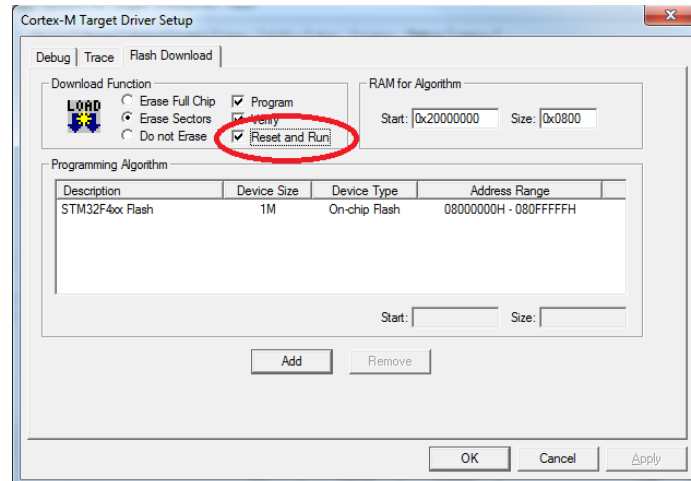 Cortex-M Target Driver Setup
Debug Trace Flash Download
Download Function
LOAD
Erase Full Chip
Erase Sectors
Do not Erase
Program
Verify
Reset and Run
RAM for Algorithm
Start: 0x20000000 Size: 0x0800
Programming Algorithm
Description Device Size Device Type Address Range
STM32F4xx Flash 1M On-chip Flash 08000000H - 080FFFFFH
Start: Size:
Add Remove
OK Cancel Apply